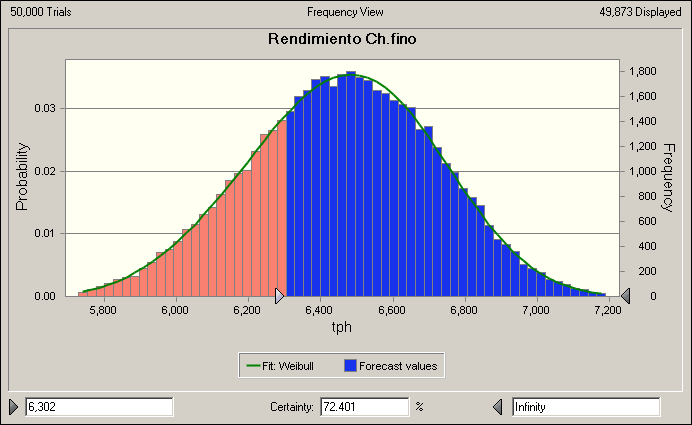 50,000 Trials Frequency View 49,873 Displayed
Rendimiento Ch.fino
1,800
1,600
0.03
1,400
1,200
0.02
1,000
Probability
Frequency
800
0.01
600
400
200
0.00 0
5,800 6,000 6,200 6,400 6,600 6,800 7,000 7,200
tph
Fit: Weibull Forecast values
6,302 Certainty: 72.401 % Infinity